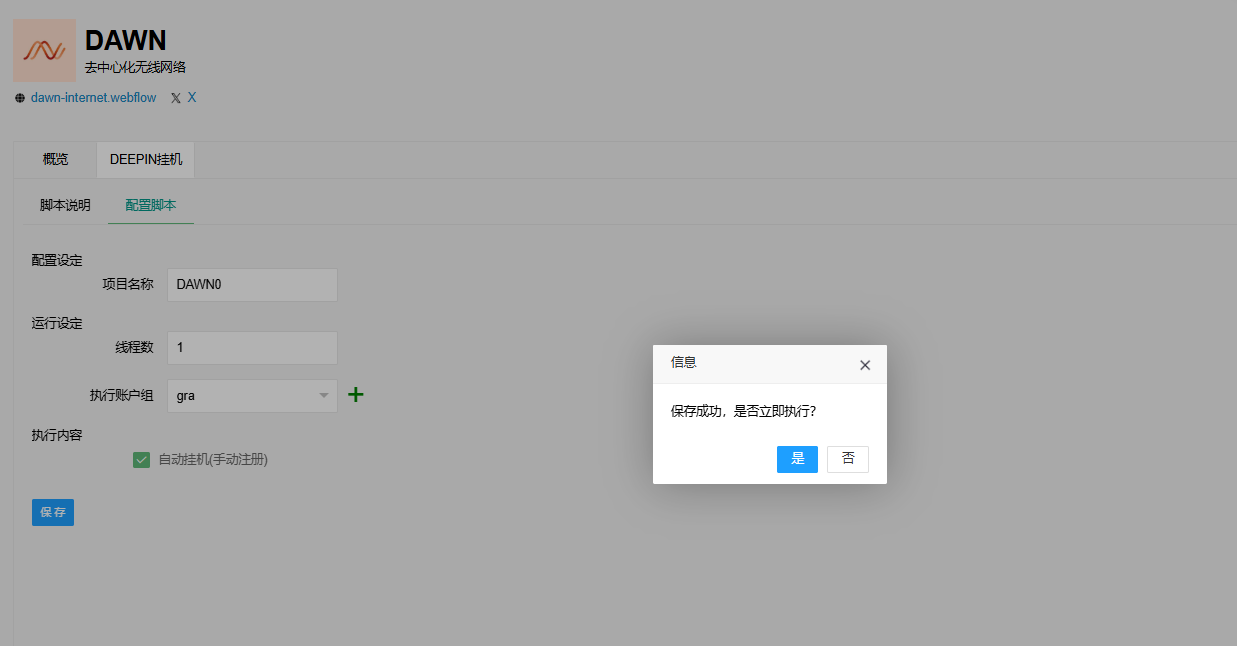 DAWN
去中心化无线网络
dawn-internet.webflow X X
概览 DEEPIN挂机
脚本说明 配置脚本
配置设定
项目名称 DAWN0
运行设定
线程数 1
执行账户组 gra
执行内容
自动挂机(手动注册)
保存
信息
保存成功，是否立即执行?
是 否